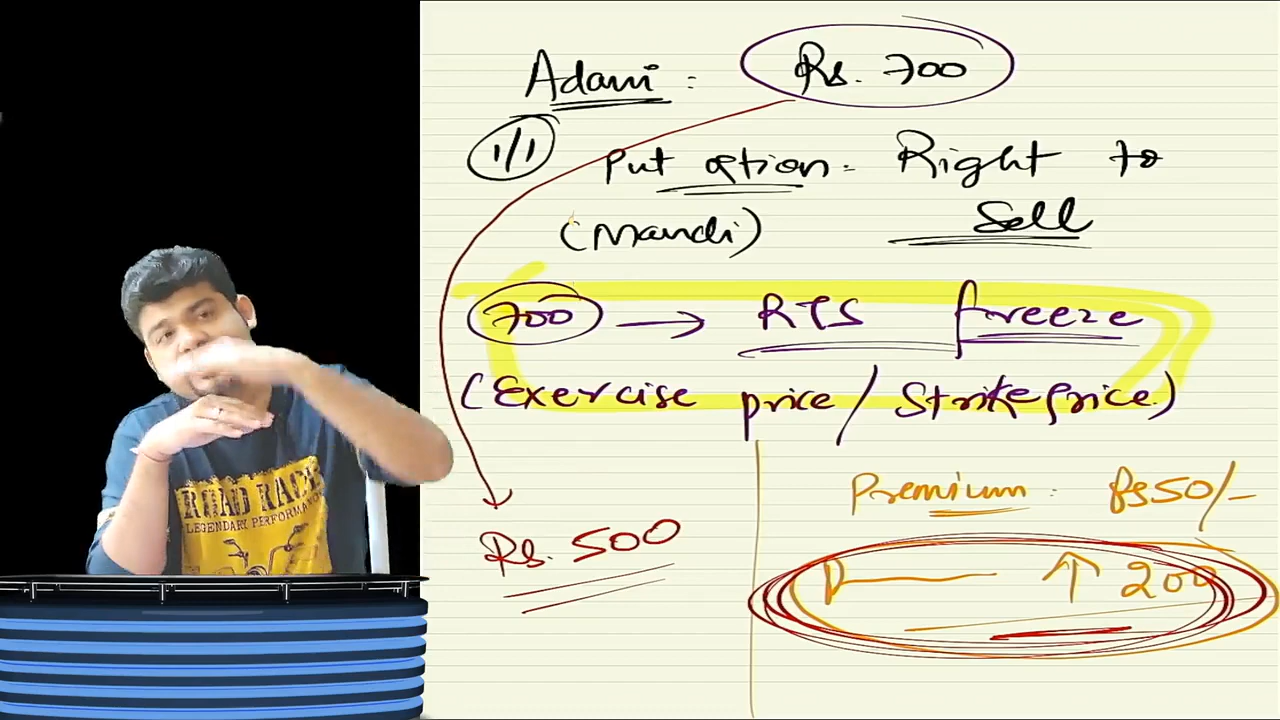 Adani : Rs. 700
1/1
Put option = Right to
(Mandi) Sell
700 → RTS freeze
(Exercise price / Strike price)
Premium : Rs 50/-
Rs. 500
P ↑ 200
ROAD RACE
LEGENDARY PERFORMA